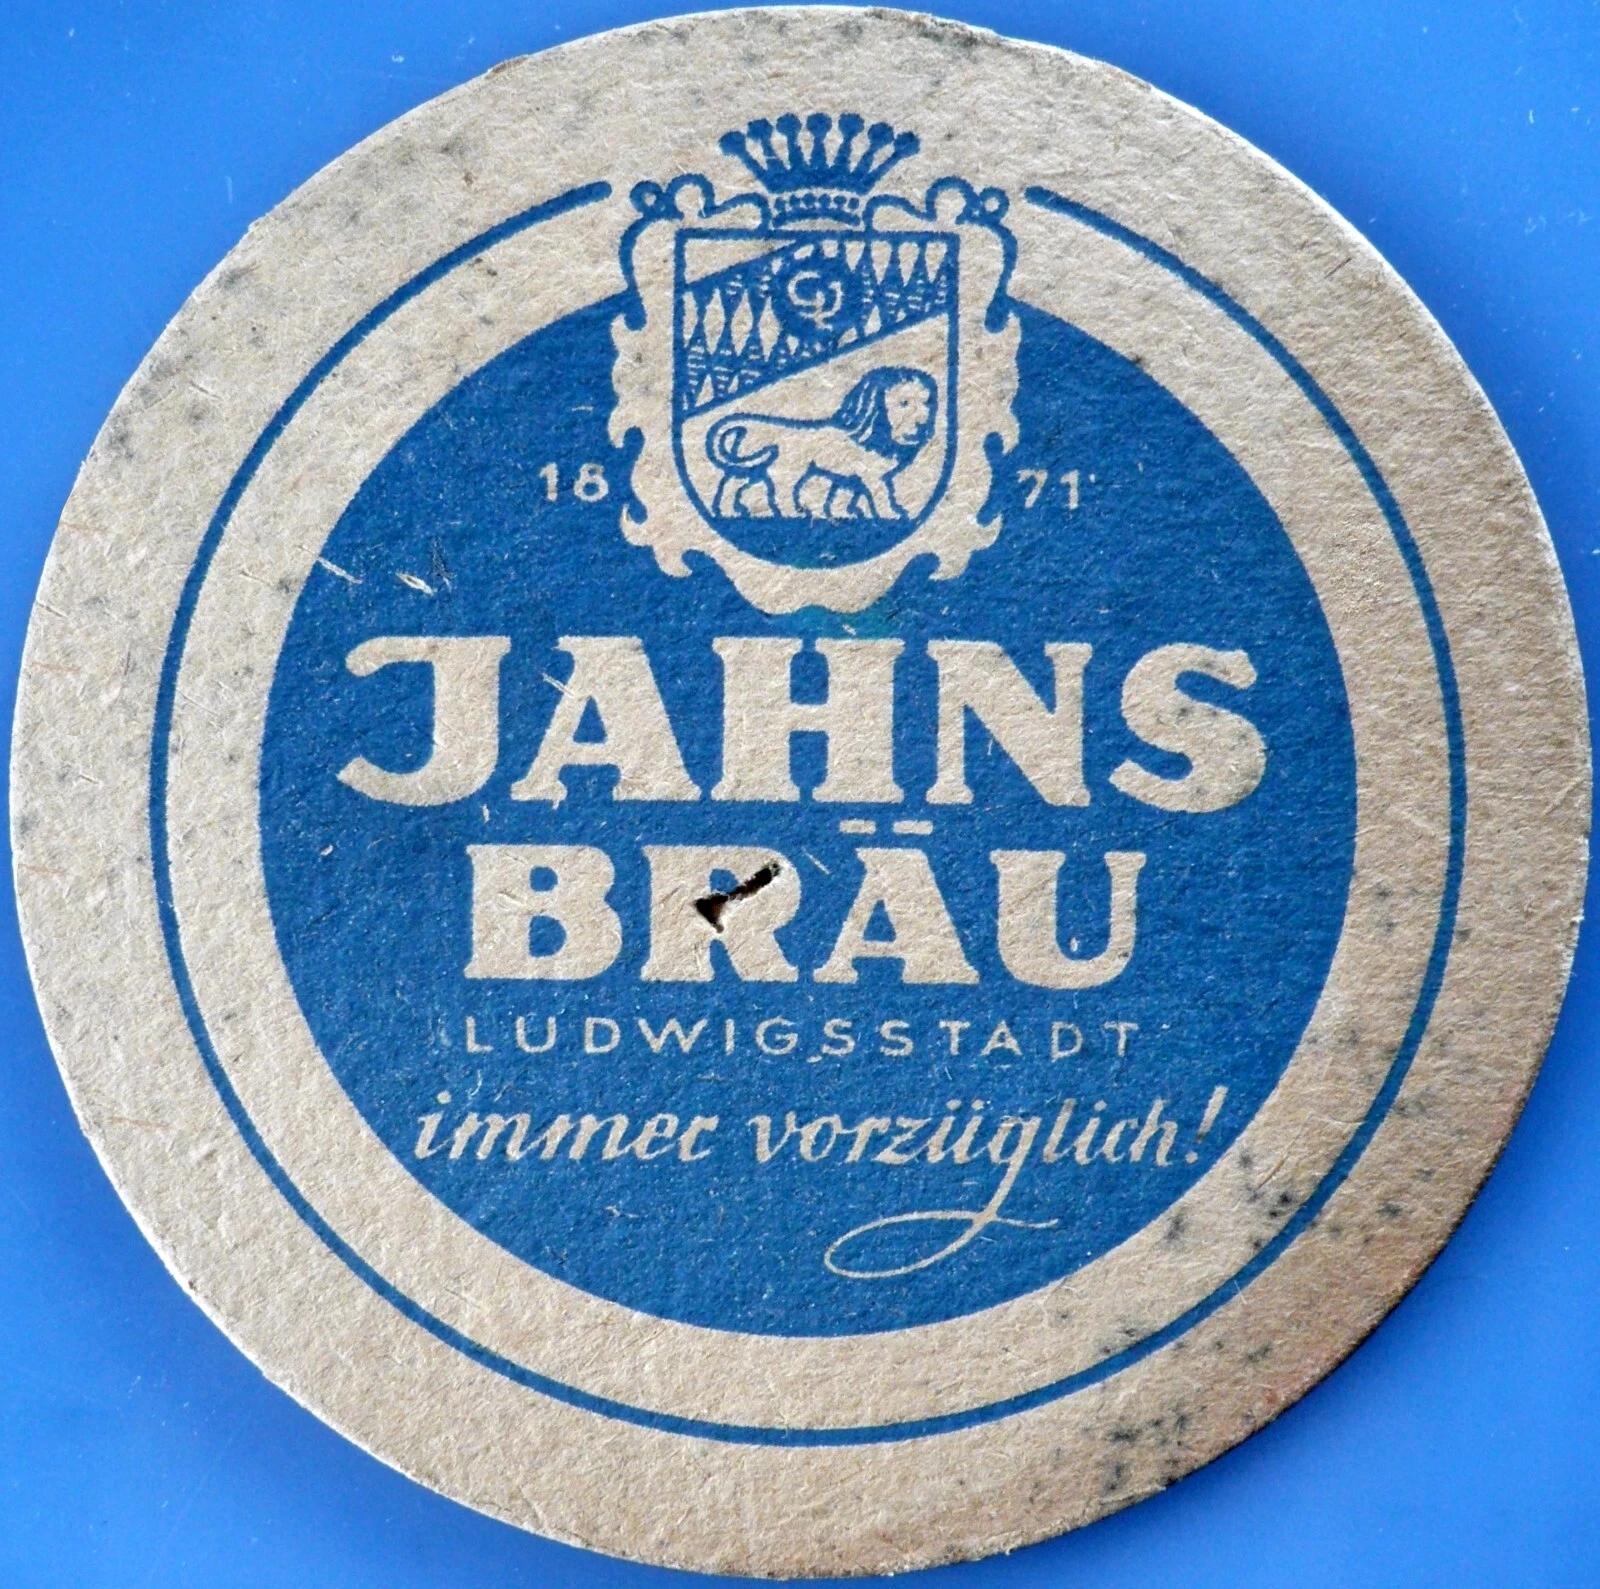 18 71
JAHNS
BRÄU
LUDWIGSSTADT
immer vorzüglich!